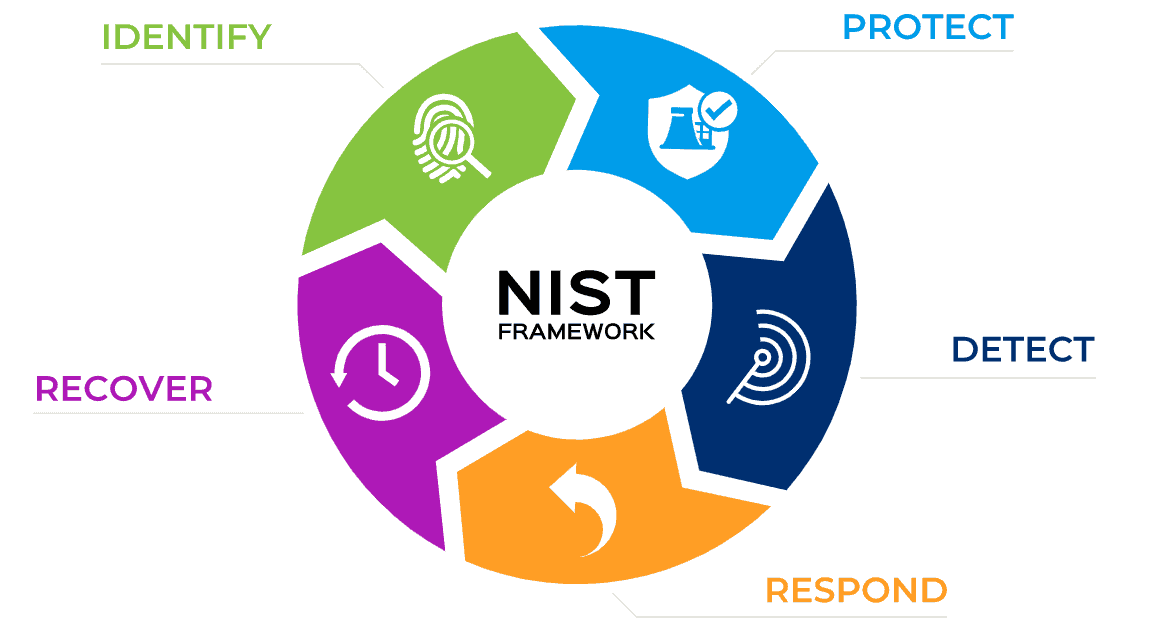 IDENTIFY
PROTECT
NIST
FRAMEWORK
DETECT
RECOVER
RESPOND